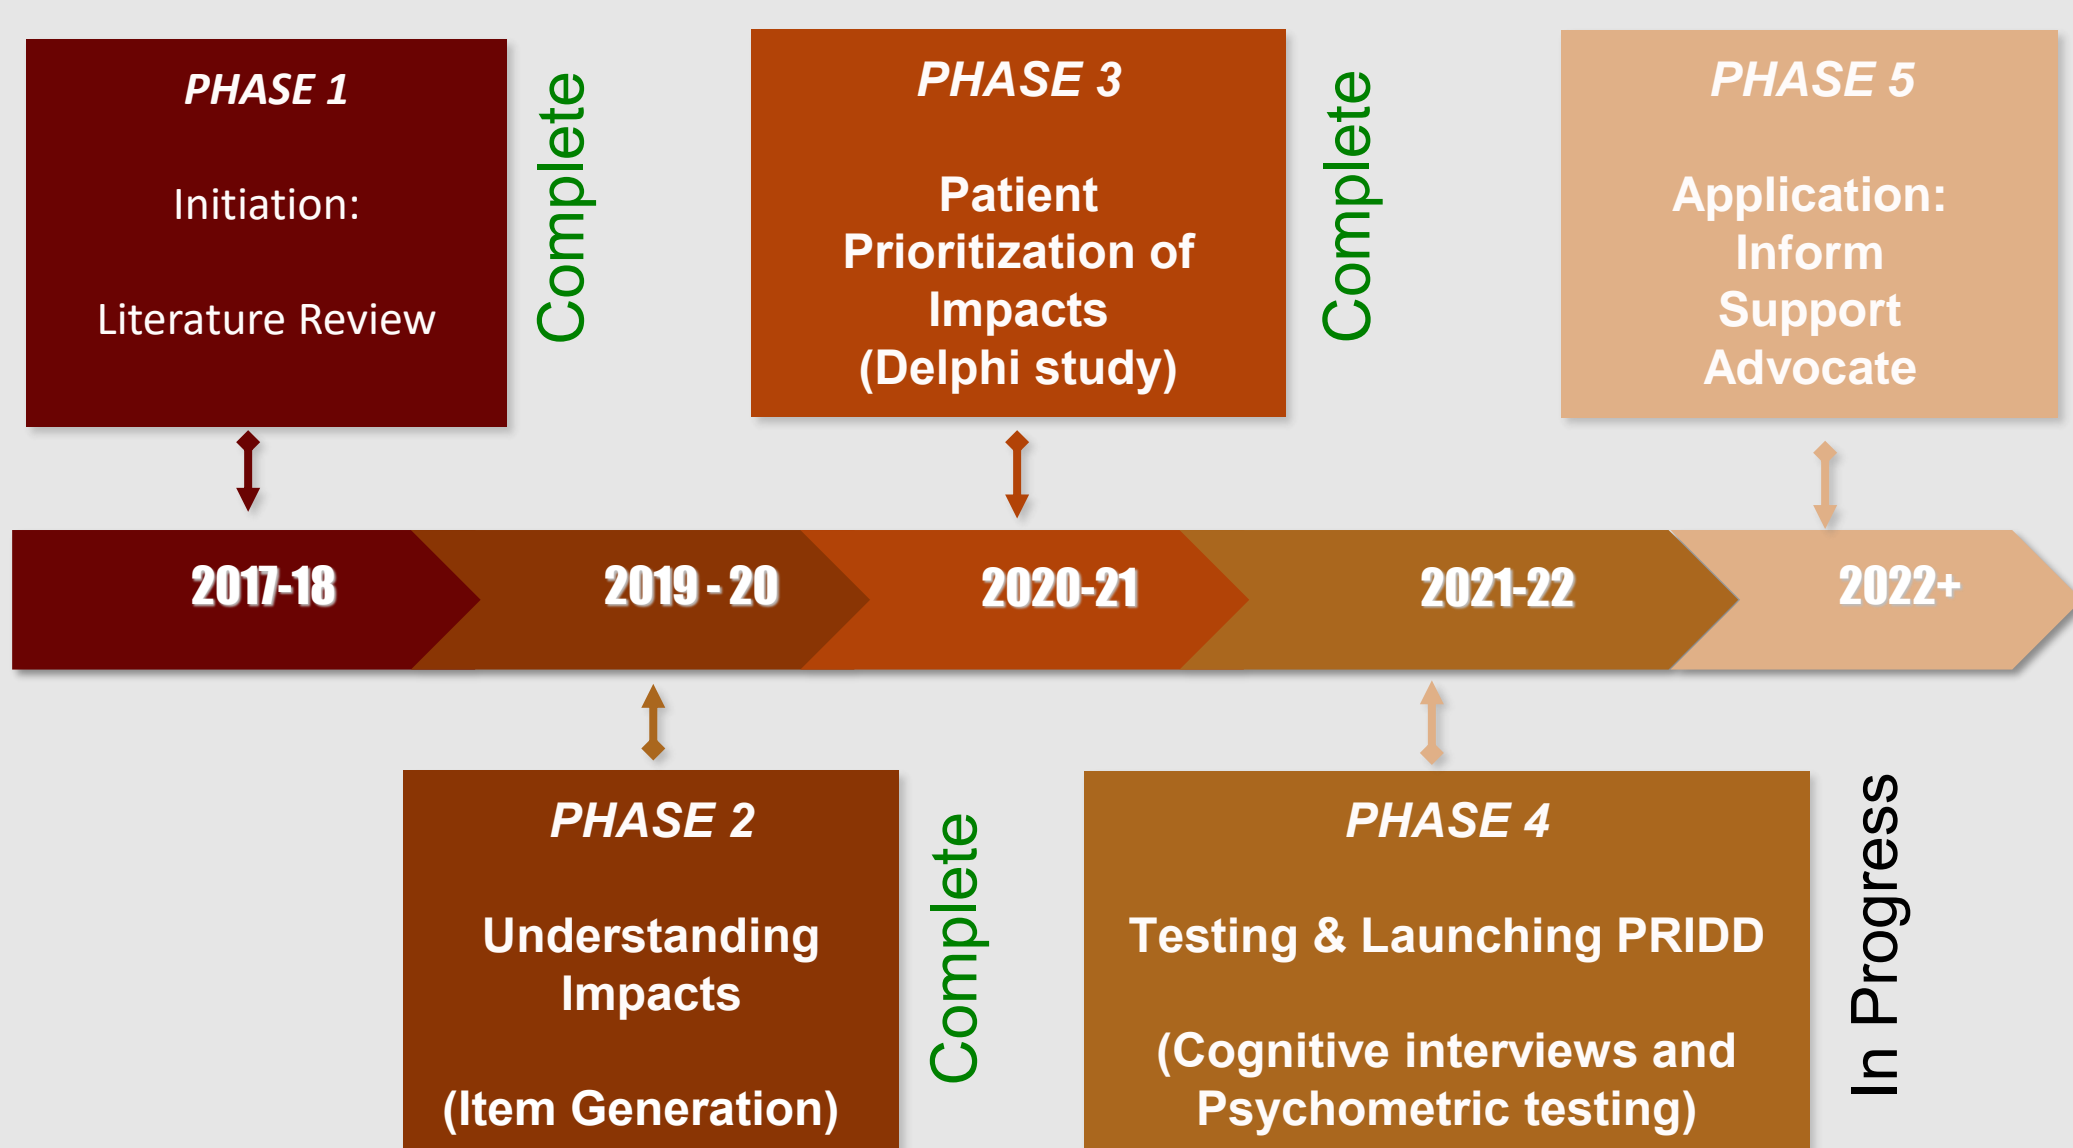 PHASE 1
Initiation:
Literature Review
Complete
PHASE 3
Patient
Prioritization of
Impacts
(Delphi study)
Complete
PHASE 5
Application:
Inform
Support
Advocate
2017-18
2019 - 20
2020-21
2021-22
2022+
PHASE 2
Understanding
Impacts
(Item Generation)
Complete
PHASE 4
Testing & Launching PRIDD
(Cognitive interviews and
Psychometric testing)
In Progress